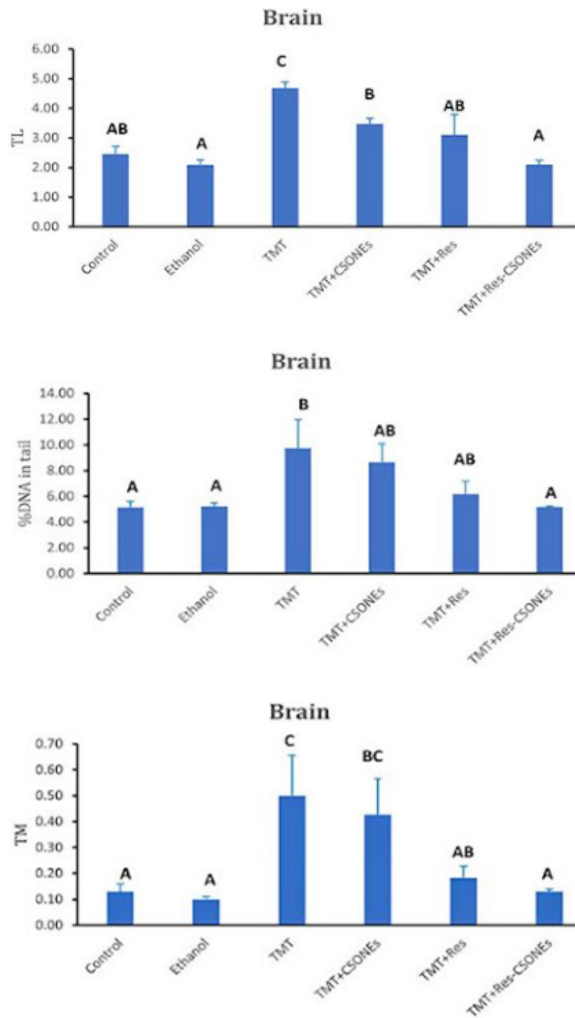 Brain
6.00
5.00
4.00
3.00
2.00
1.00
0.00
TL
AB
A
C
B
AB
A
Control
Ethanol
TMT
TMT+CSONEs
TMT+Res
TMT+Res-CSONEs
Brain
14.00
12.00
10.00
8.00
6.00
4.00
2.00
0.00
%DNA in tail
A
A
B
AB
AB
A
Control
Ethanol
TMT
TMT+CSONEs
TMT+Res
TMT+Res-CSONEs
Brain
0.70
0.60
0.50
0.40
0.30
0.20
0.10
0.00
TM
A
A
C
BC
AB
A
Control
Ethanol
TMT
TMT+CSONEs
TMT+Res
TMT+Res-CSONEs